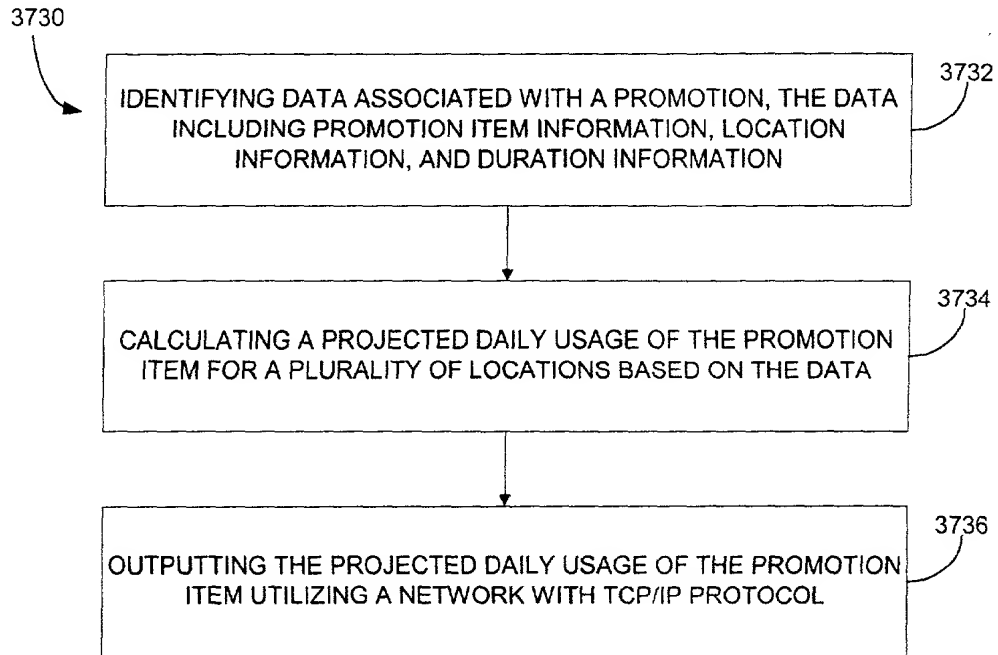 3730
3732
IDENTIFYING DATA ASSOCIATED WITH A PROMOTION, THE DATA
INCLUDING PROMOTION ITEM INFORMATION, LOCATION
INFORMATION, AND DURATION INFORMATION
3734
CALCULATING A PROJECTED DAILY USAGE OF THE PROMOTION
ITEM FOR A PLURALITY OF LOCATIONS BASED ON THE DATA
3736
OUTPUTTING THE PROJECTED DAILY USAGE OF THE PROMOTION
ITEM UTILIZING A NETWORK WITH TCP/IP PROTOCOL